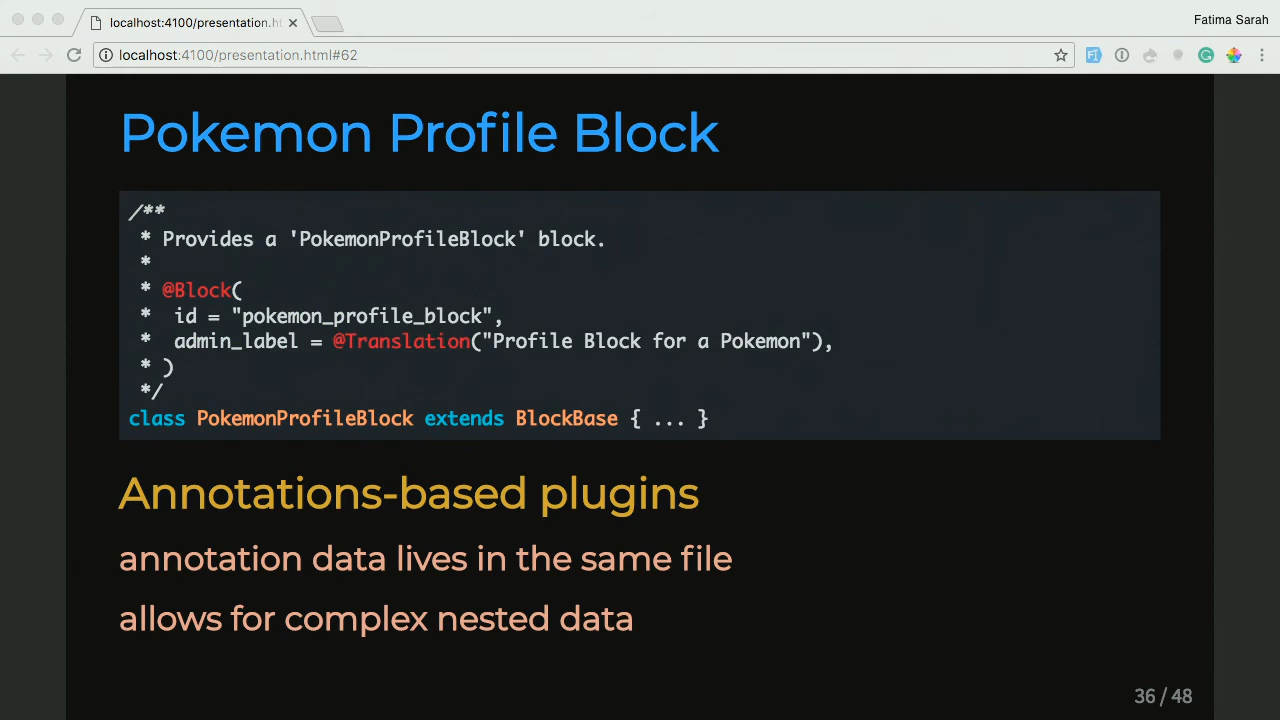 localhost:4100/presentation.h
Fatima Sarah
localhost:4100/presentation.html#62
Pokemon Profile Block
/**
* Provides a 'PokemonProfileBlock' block.
*
* @Block(
* id = "pokemon_profile_block",
* admin_label = @Translation("Profile Block for a Pokemon"),
* )
*/
class PokemonProfileBlock extends BlockBase { ... }
Annotations-based plugins
annotation data lives in the same file
allows for complex nested data
36 / 48